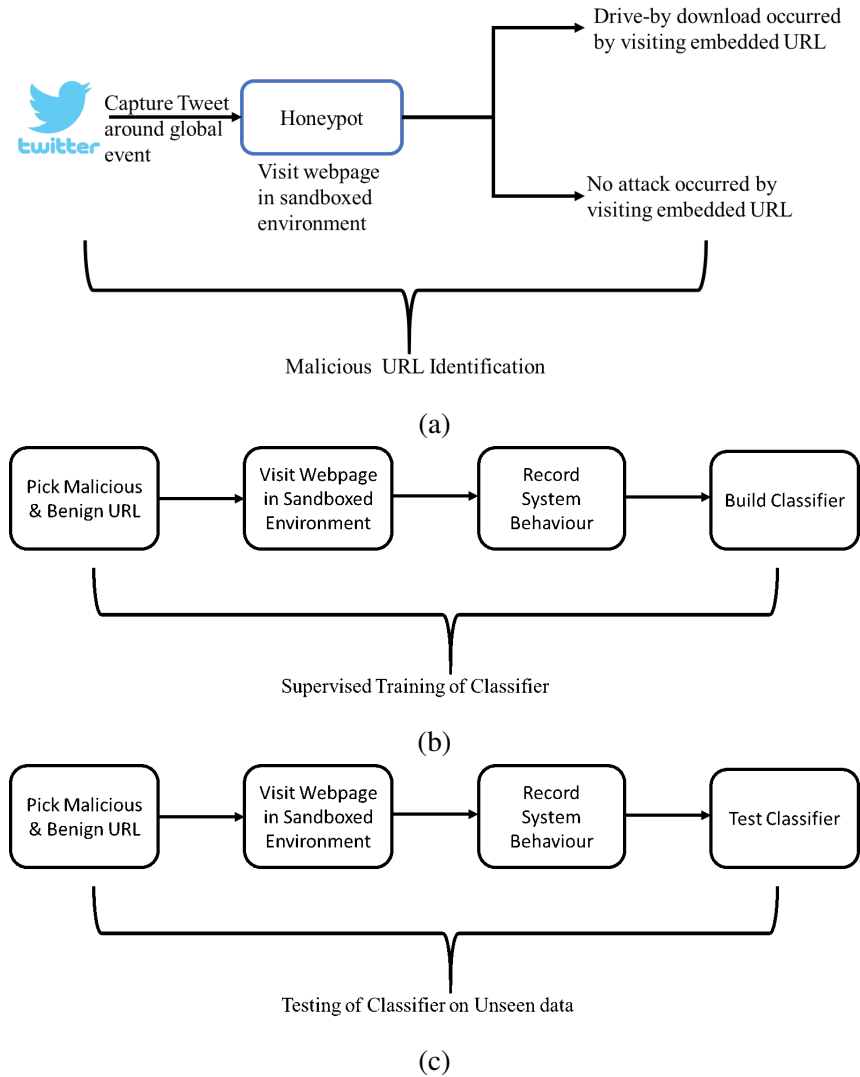 Drive-by download occurred
by visiting embedded URL
twitter
Capture Tweet
around global
event
Honeypot
Visit webpage
in sandboxed
environment
No attack occurred by
visiting embedded URL
Malicious URL Identification
(a)
Pick Malicious
& Benign URL
Visit Webpage
in Sandboxed
Environment
Record
System
Behaviour
Build Classifier
Supervised Training of Classifier
(b)
Pick Malicious
& Benign URL
Visit Webpage
in Sandboxed
Environment
Record
System
Behaviour
Test Classifier
Testing of Classifier on Unseen data
(c)